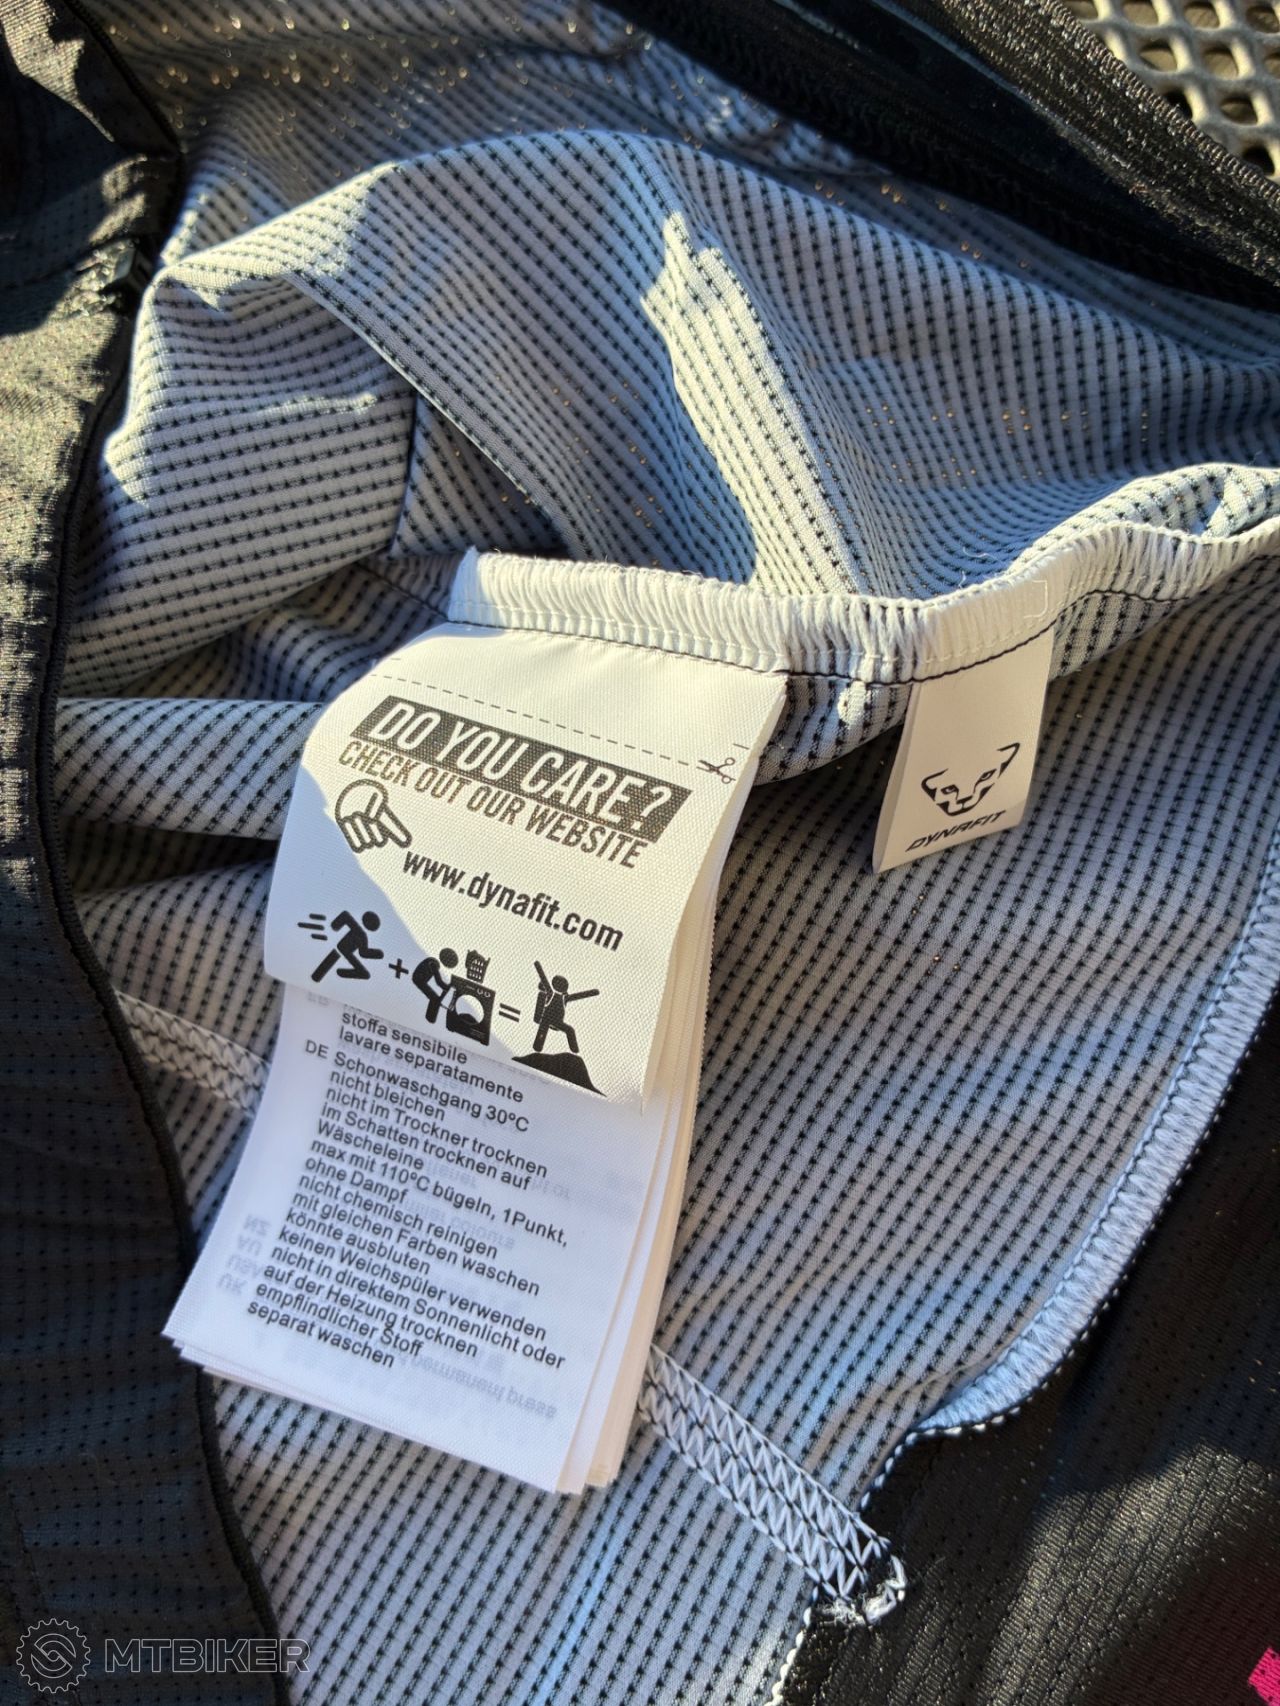 DO YOU CARE?
CHECK OUT OUR WEBSITE
www.dynafit.com
+ =
DYNAFIT
stoffa sensibile
lavare separatamente
DE Schonwaschgang 30°C
nicht bleichen
nicht im Trockner trocknen
im Schatten trocknen auf
Wäscheleine
max mit 110°C bügeln, 1Punkt,
ohne Dampf
nicht chemisch reinigen
mit gleichen Farben waschen
könnte ausbluten
keinen Weichspüler verwenden
nicht in direktem Sonnenlicht oder
auf der Heizung trocknen
empfindlicher Stoff
separat waschen
MTBIKER